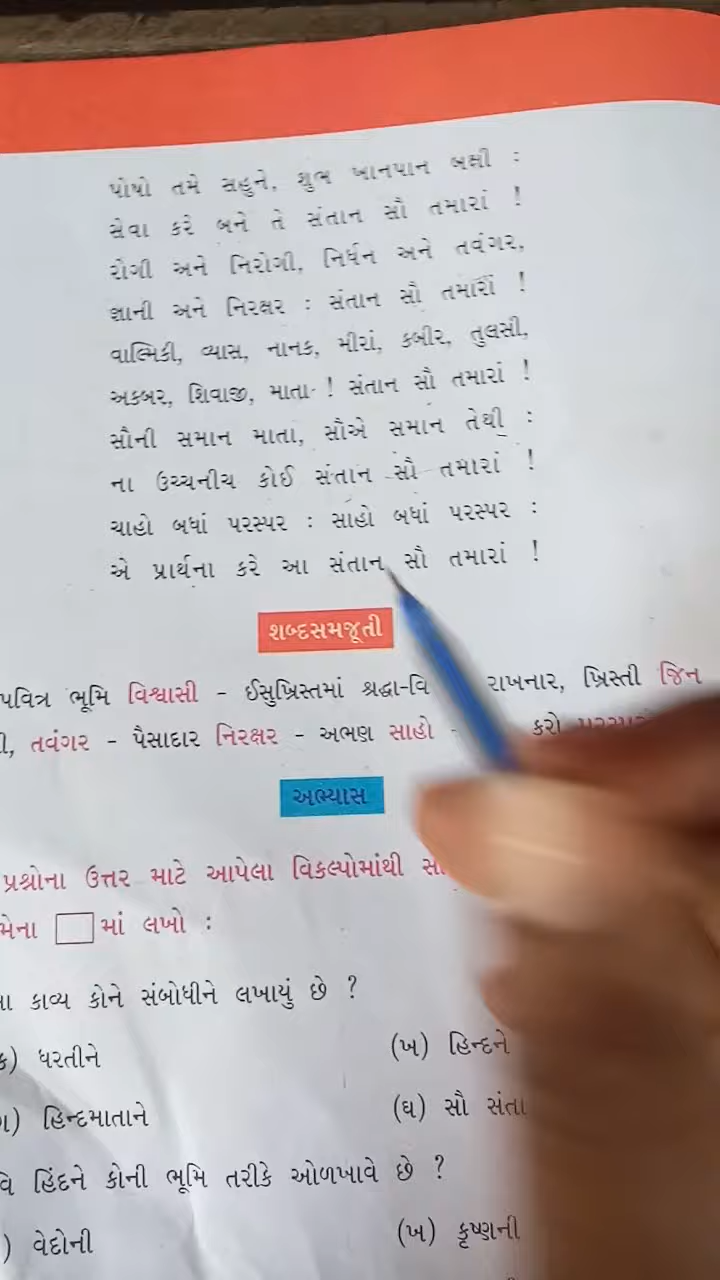 પોષો તમે સહુને, શુભ ખાનપાન બક્ષી :
સેવા કરે બને તે સંતાન સૌ તમારાં !
રોગી અને નિરોગી, નિર્ધન અને તવંગર,
જ્ઞાની અને નિરક્ષર : સંતાન સૌ તમારાં !
વાલ્મિકી, વ્યાસ, નાનક, મીરાં, કબીર, તુલસી,
અકબર, શિવાજી, માતા ! સંતાન સૌ તમારાં !
સૌની સમાન માતા, સૌએ સમાન તેથી :
ના ઉચ્ચનીચ કોઈ સંતાન સૌ તમારાં !
ચાહો બધાં પરસ્પર : સાહો બધાં પરસ્પર :
એ પ્રાર્થના કરે આ સંતાન સૌ તમારાં !
શબ્દસમજૂતી
પવિત્ર ભૂમિ વિશ્વાસી - ઈસુખ્રિસ્તમાં શ્રદ્ધા-વિ રાખનાર, ખ્રિસ્તી જિન
તવંગર - પૈસાદાર નિરક્ષર - અભણ સાહો - કરો
અભ્યાસ
પ્રશ્નોના ઉત્તર માટે આપેલા વિકલ્પોમાંથી
માં લખો :
કાવ્ય કોને સંબોધીને લખાયું છે ?
ક) ધરતીને (ખ) હિન્દને
ગ) હિન્દમાતાને (ઘ) સૌ સંતા
વિ હિંદને કોની ભૂમિ તરીકે ઓળખાવે છે ?
) વેદોની (ખ) કૃષ્ણની